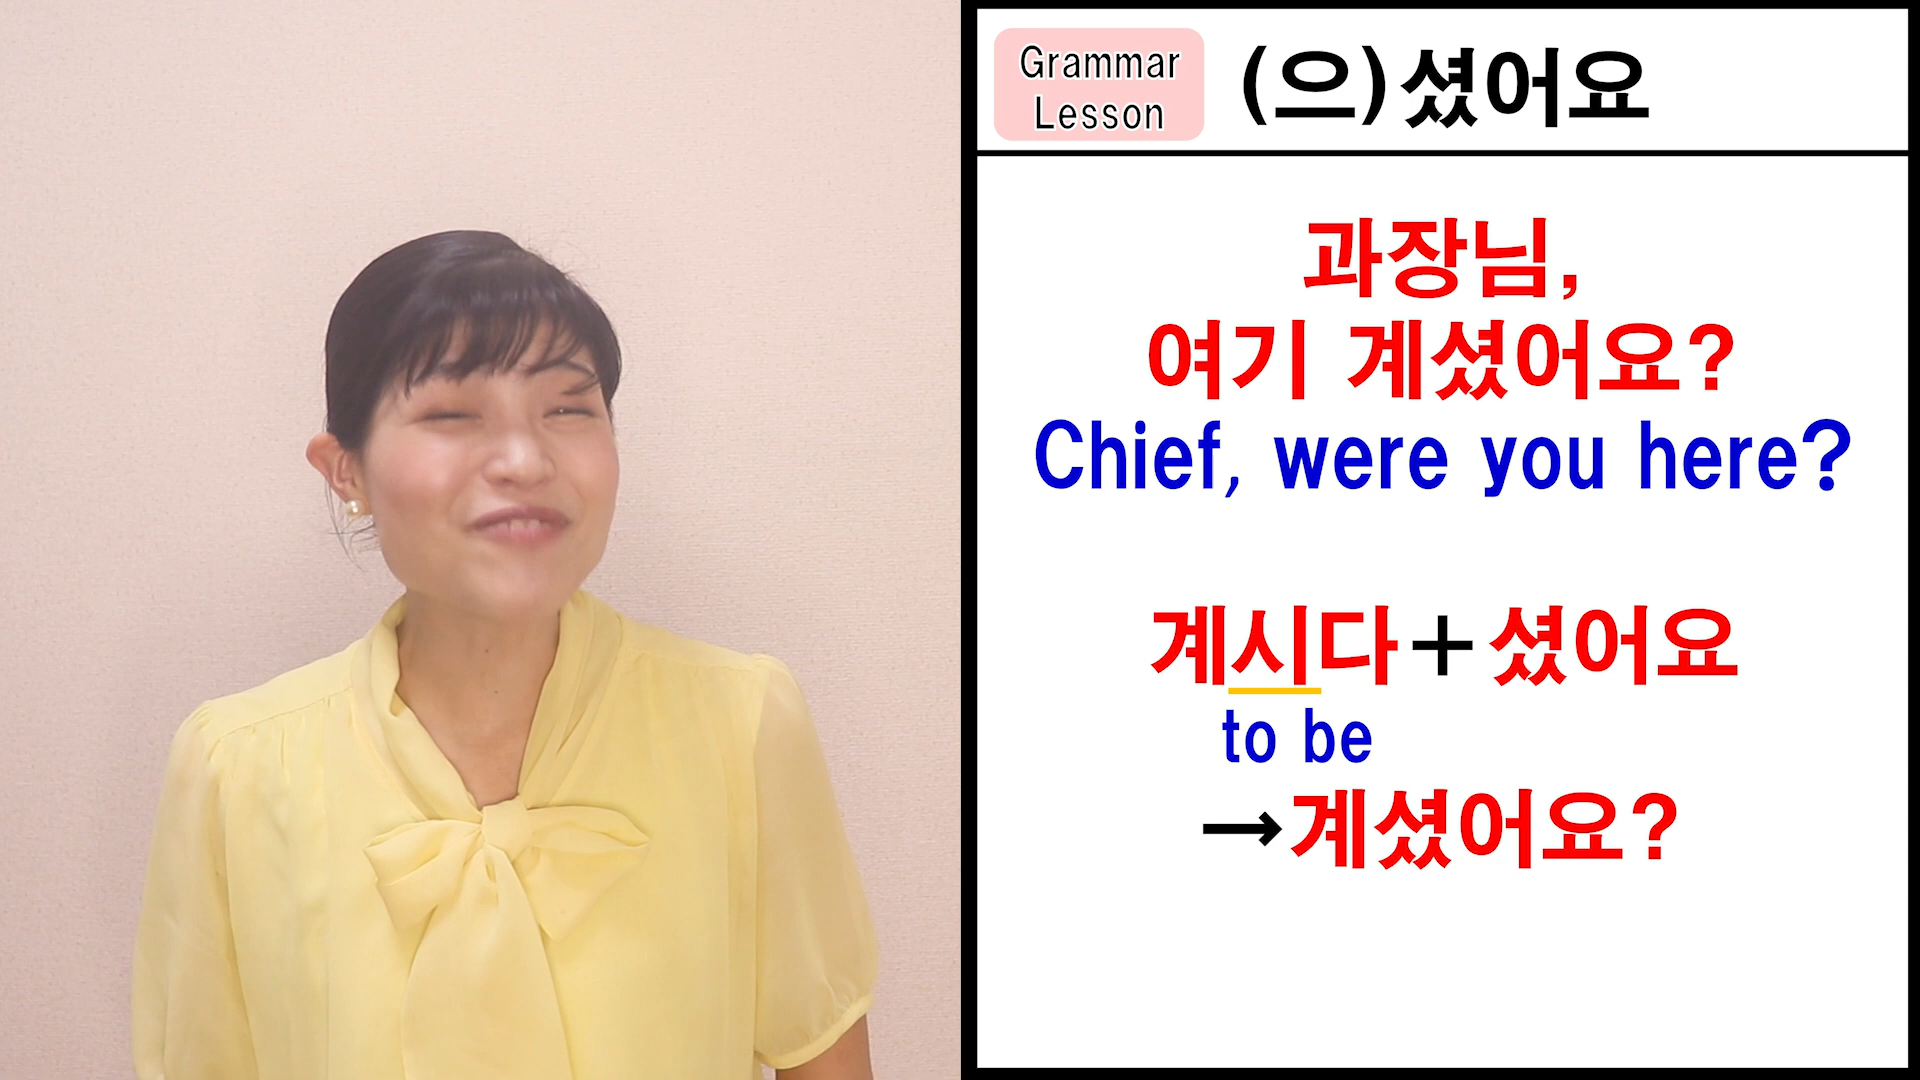 Grammar
Lesson
(으)셨어요
과장님,
여기 계셨어요?
Chief, were you here?
계시다+셨어요
to be
→계셨어요?